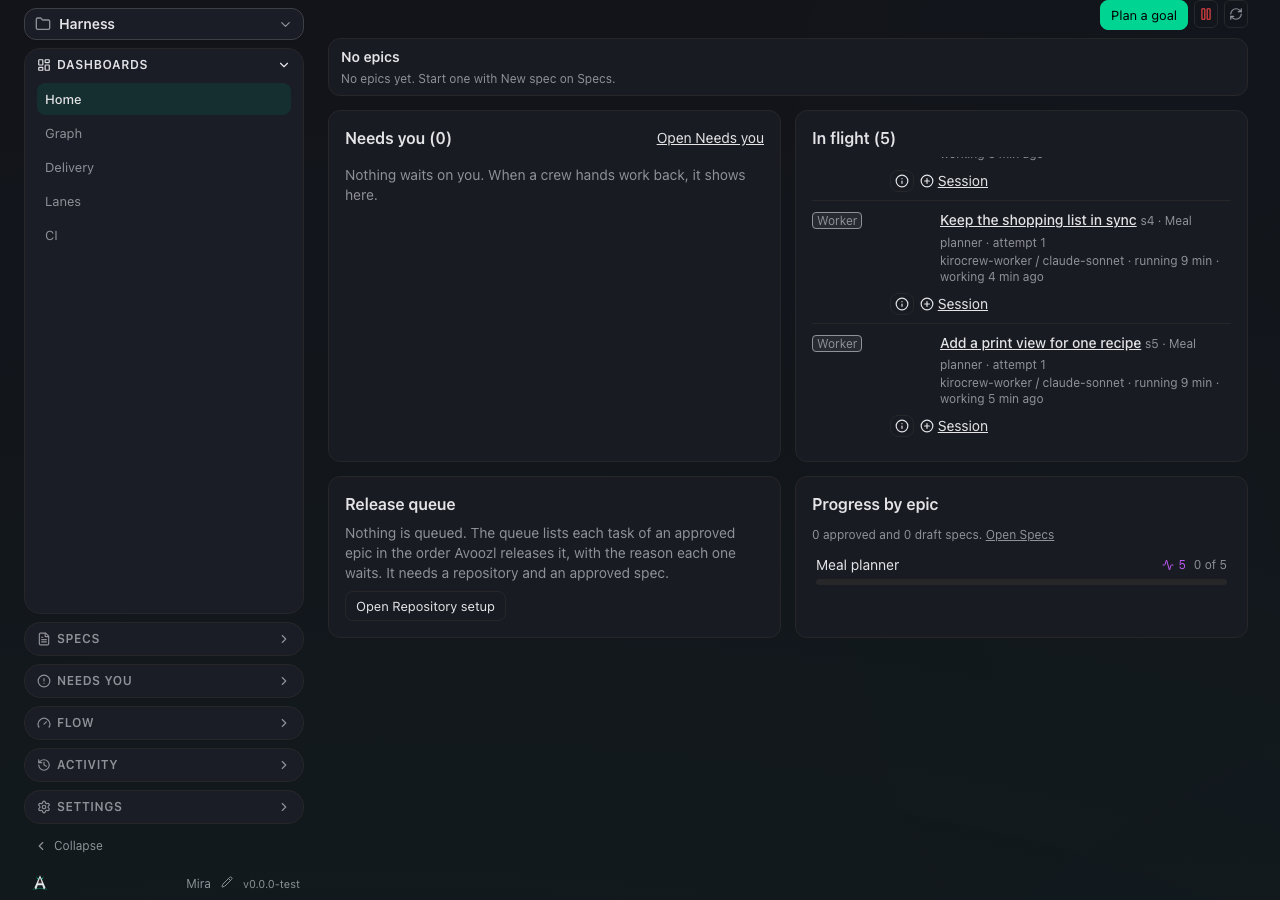 Harness
DASHBOARDS
Home
Graph
Delivery
Lanes
CI
SPECS
NEEDS YOU
FLOW
ACTIVITY
SETTINGS
Collapse
Mira v0.0.0-test
Plan a goal
No epics
No epics yet. Start one with New spec on Specs.
Needs you (0)
Open Needs you
Nothing waits on you. When a crew hands work back, it shows
here.
In flight (5)
Session
Worker
Keep the shopping list in sync s4 · Meal
planner · attempt 1
kirocrew-worker / claude-sonnet · running 9 min ·
working 4 min ago
Session
Worker
Add a print view for one recipe s5 · Meal
planner · attempt 1
kirocrew-worker / claude-sonnet · running 9 min ·
working 5 min ago
Session
Release queue
Nothing is queued. The queue lists each task of an approved
epic in the order Avoozl releases it, with the reason each one
waits. It needs a repository and an approved spec.
Open Repository setup
Progress by epic
0 approved and 0 draft specs. Open Specs
Meal planner
5 0 of 5